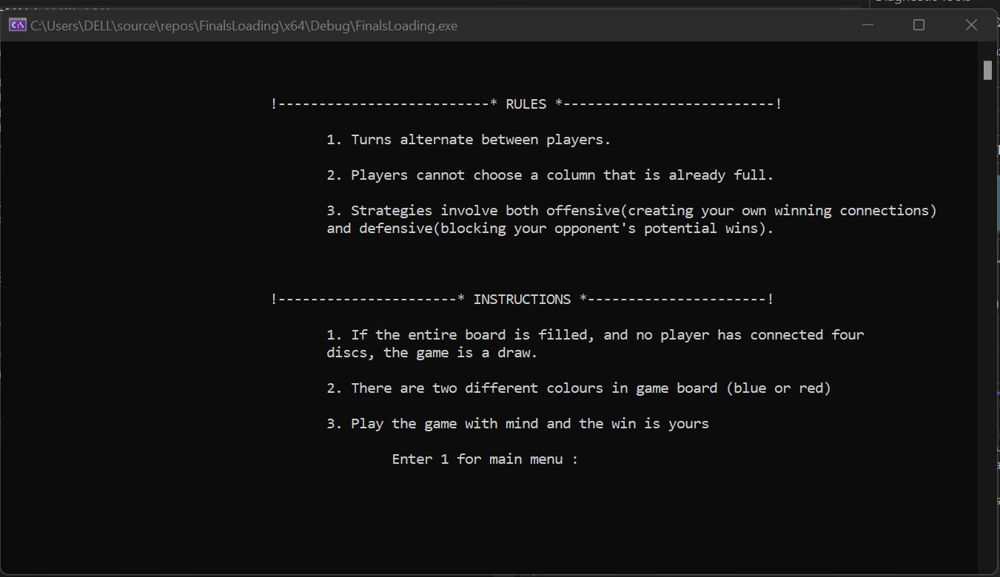 C:\Users\DELL\source\repos\FinalsLoading\x64\Debug\FinalsLoading.exe
!--------------------------* RULES *--------------------------!
1. Turns alternate between players.
2. Players cannot choose a column that is already full.
3. Strategies involve both offensive(creating your own winning connections)
and defensive(blocking your opponent's potential wins).
!----------------------* INSTRUCTIONS *----------------------!
1. If the entire board is filled, and no player has connected four
discs, the game is a draw.
2. There are two different colours in game board (blue or red)
3. Play the game with mind and the win is yours
Enter 1 for main menu :